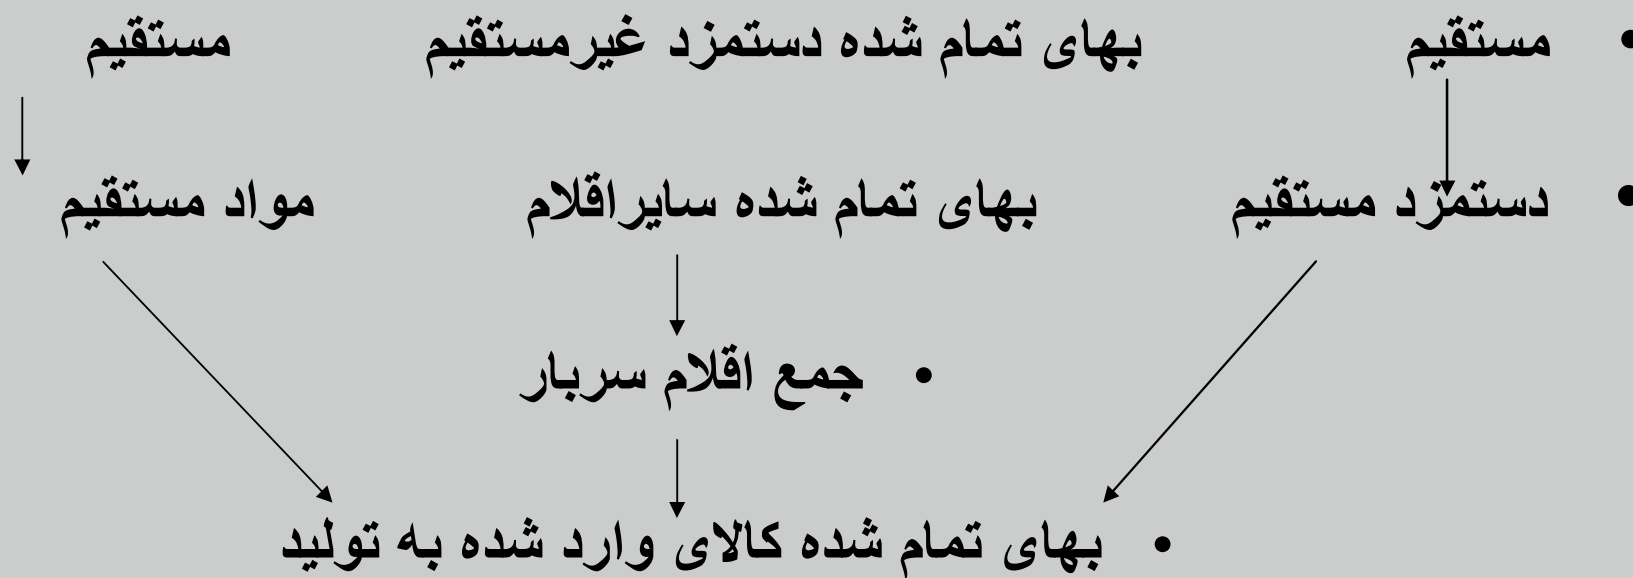 • مستقیم بهای تمام شده دستمزد غیرمستقیم مستقیم
• دستمزد مستقیم بهای تمام شده سایراقلام مواد مستقیم
• جمع اقلام سربار
• بهای تمام شده کالای وارد شده به تولید